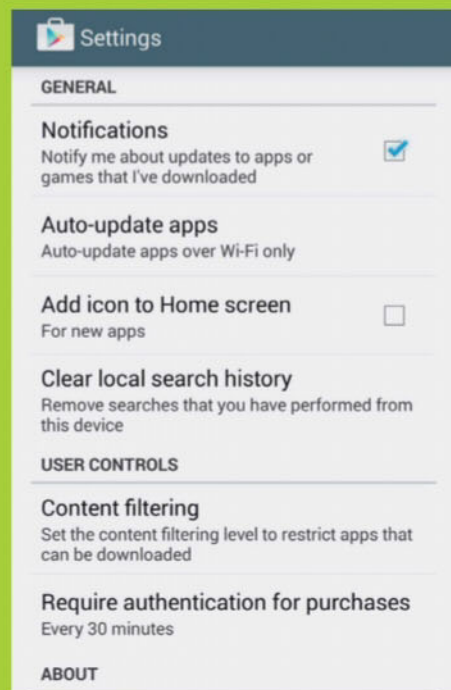 Settings
GENERAL
Notifications
Notify me about updates to apps or
games that I've downloaded
Auto-update apps
Auto-update apps over Wi-Fi only
Add icon to Home screen
For new apps
Clear local search history
Remove searches that you have performed from
this device
USER CONTROLS
Content filtering
Set the content filtering level to restrict apps that
can be downloaded
Require authentication for purchases
Every 30 minutes
ABOUT